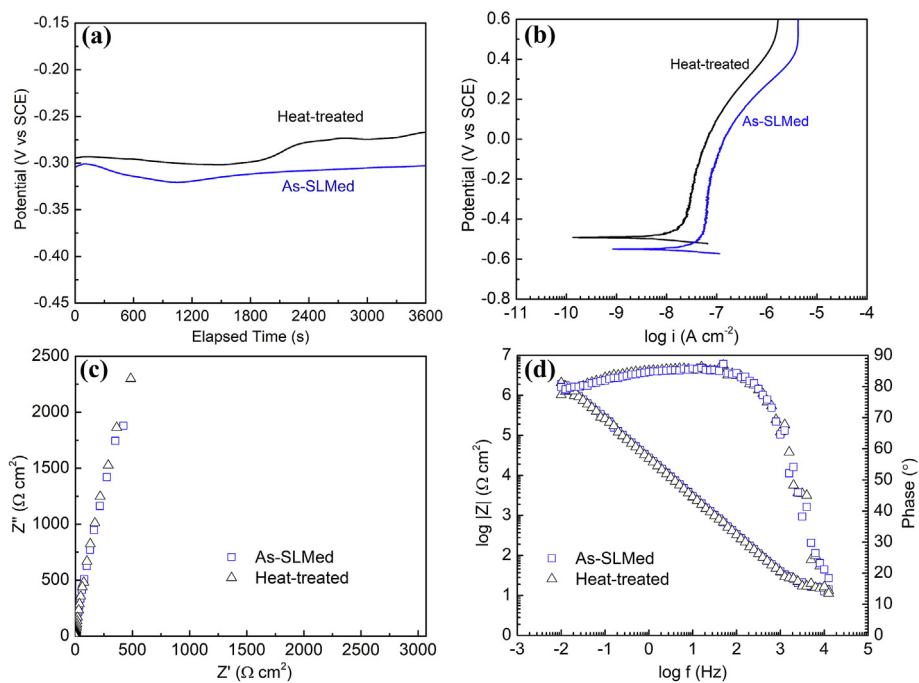 (a)
-0.15
-0.20
-0.25
-0.30
-0.35
-0.40
-0.45
Potential (V vs SCE)
Heat-treated
As-SLMed
0 600 1200 1800 2400 3000 3600
Elapsed Time (s)
(b)
0.6
0.4
0.2
0.0
-0.2
-0.4
-0.6
-0.8
Potential (V vs SCE)
Heat-treated
As-SLMed
-11 -10 -9 -8 -7 -6 -5 -4
log i (A cm-2)
(c)
2500
2250
2000
1750
1500
1250
1000
750
500
250
0
Z'' (Ω cm2)
As-SLMed
Heat-treated
0 500 1000 1500 2000 2500 3000
Z' (Ω cm2)
(d)
7
6
5
4
3
2
1
0
log |Z| (Ω cm2)
As-SLMed
Heat-treated
90
80
70
60
50
40
30
20
10
0
Phase (°)
-3 -2 -1 0 1 2 3 4 5
log f (Hz)